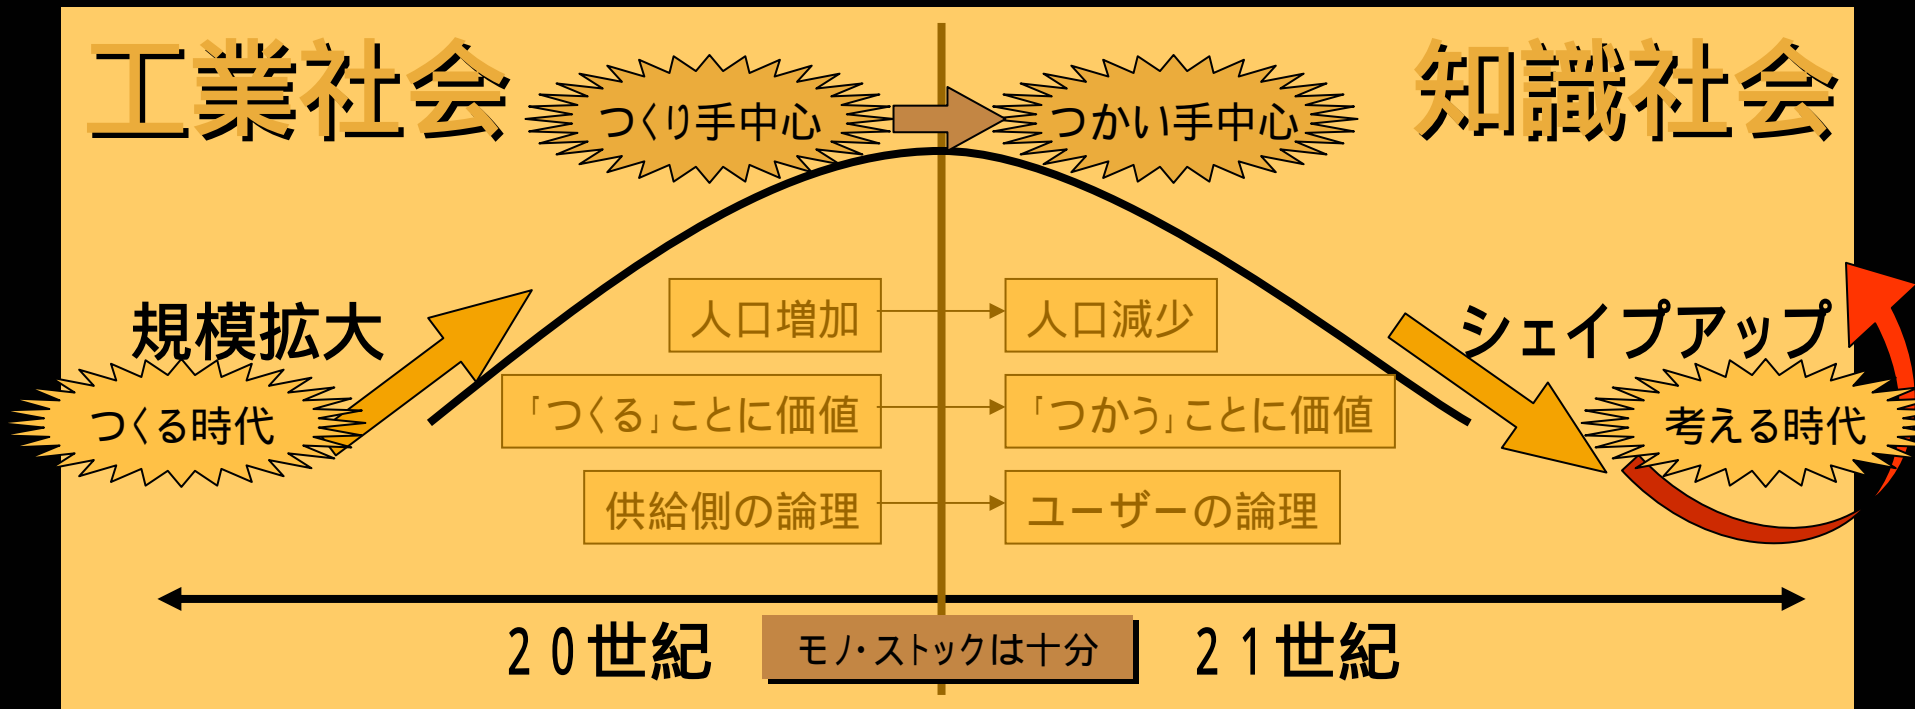 工業社会
つくり手中心
つかい手中心
知識社会
規模拡大
つくる時代
人口増加
人口減少
「つくる」ことに価値
「つかう」ことに価値
供給側の論理
ユーザーの論理
シェイプアップ
考える時代
２０世紀
モノ・ストックは十分
２１世紀